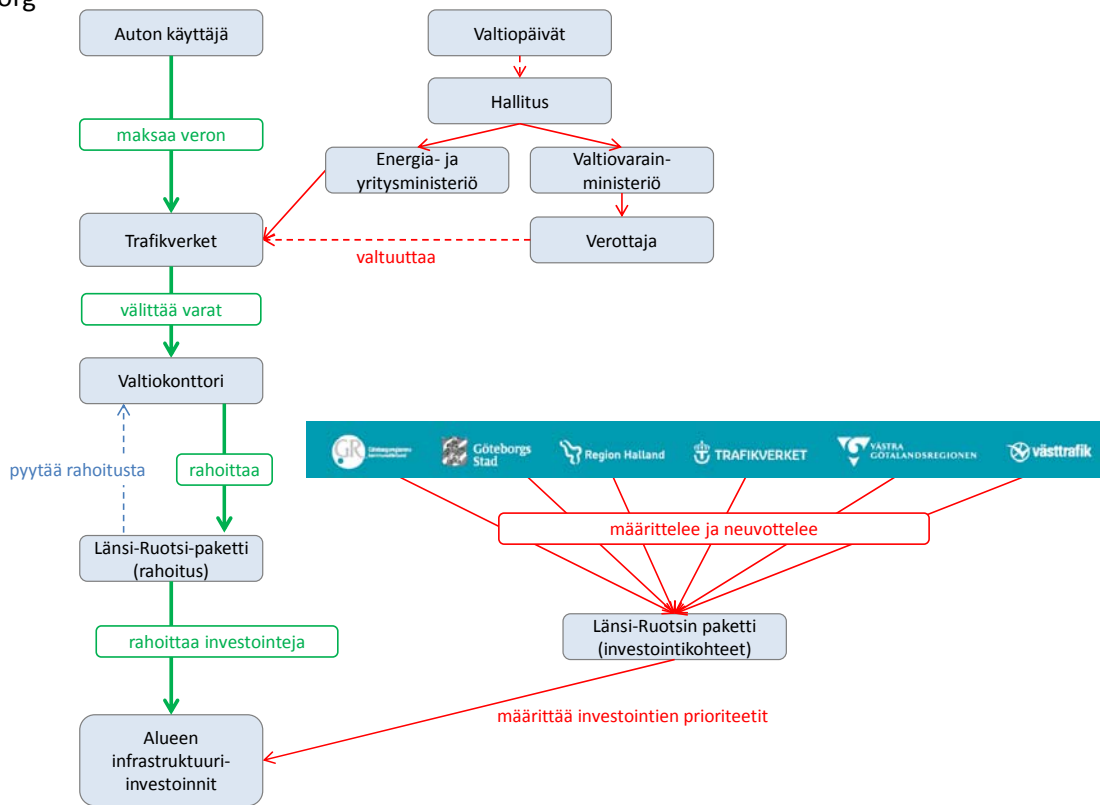 org
Auton käyttäjä
Valtiopäivät
Hallitus
maksaa veron
Energia- ja
yritysministeriö
Valtiovarain-
ministeriö
Trafikverket
Verottaja
valtuuttaa
välittää varat
Valtiokonttori
pyytää rahoitusta
rahoittaa
GR
Göteborgs
Stad
Region Halland
TRAFIKVERKET
VÄSTRA
GÖTALANDSREGIONEN
västtrafik
määrittelee ja neuvottelee
Länsi-Ruotsi-paketti
(rahoitus)
Länsi-Ruotsin paketti
(investointikohteet)
rahoittaa investointeja
määrittää investointien prioriteetit
Alueen
infrastruktuuri-
investoinnit